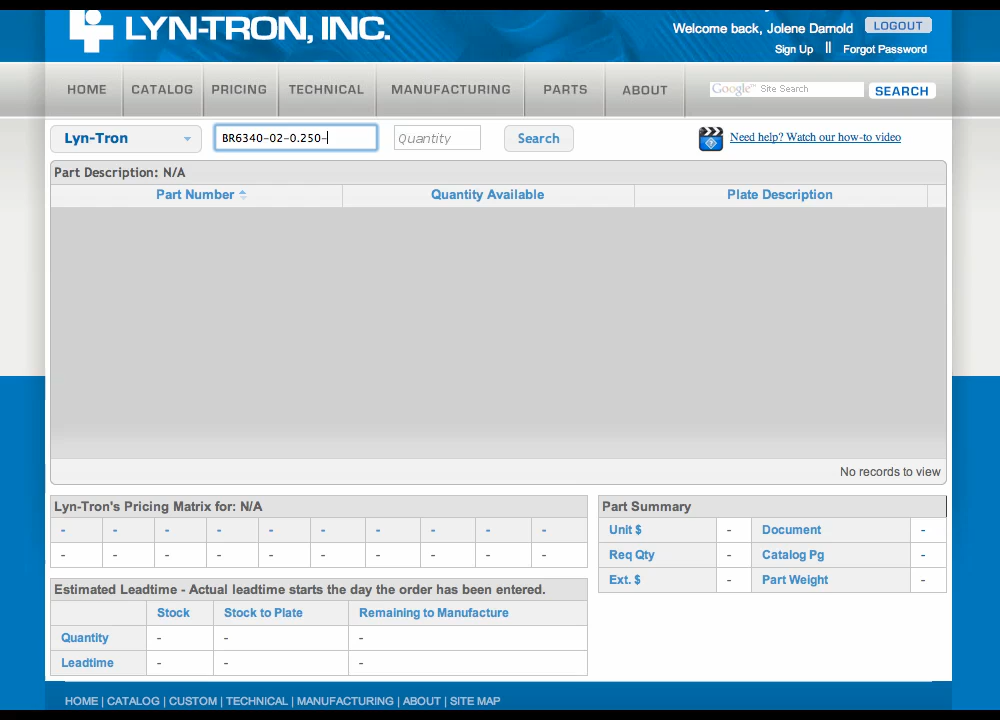 LYN-TRON, INC.
Welcome back, Jolene Darnold LOGOUT
Sign Up || Forgot Password
HOME CATALOG PRICING TECHNICAL MANUFACTURING PARTS ABOUT Google™ Site Search SEARCH
Lyn-Tron BR6340-02-0.250- Quantity Search Need help? Watch our how-to video
Part Description: N/A
Part Number Quantity Available Plate Description
No records to view
Lyn-Tron's Pricing Matrix for: N/A
- - - - - - - - - -
- - - - - - - - - -
Part Summary
Unit $ - Document -
Req Qty - Catalog Pg -
Ext. $ - Part Weight -
Estimated Leadtime - Actual leadtime starts the day the order has been entered.
Stock Stock to Plate Remaining to Manufacture
Quantity - - -
Leadtime - - -
HOME | CATALOG | CUSTOM | TECHNICAL | MANUFACTURING | ABOUT | SITE MAP